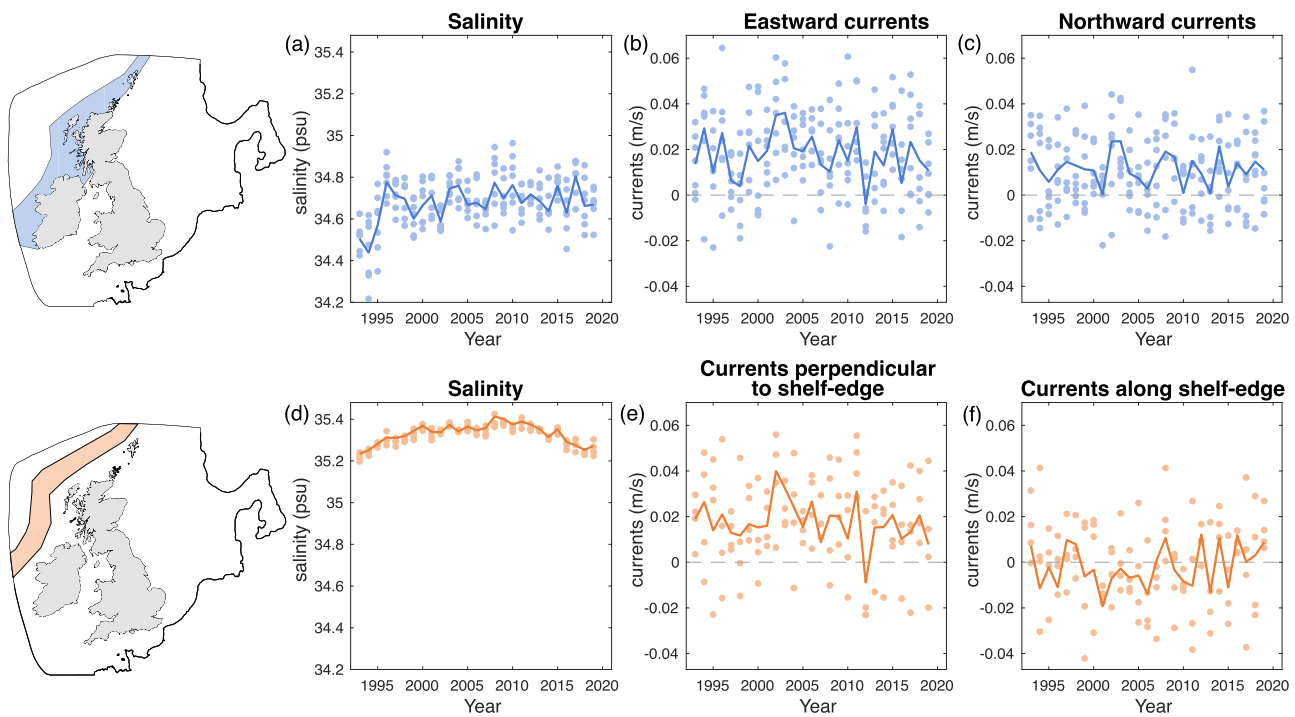 (a) Salinity
salinity (psu)
35.4
35.2
35
34.8
34.6
34.4
34.2
1995 2000 2005 2010 2015 2020
Year
(b) Eastward currents
currents (m/s)
0.06
0.04
0.02
0
-0.02
-0.04
1995 2000 2005 2010 2015 2020
Year
(c) Northward currents
currents (m/s)
0.06
0.04
0.02
0
-0.02
-0.04
1995 2000 2005 2010 2015 2020
Year
(d) Salinity
salinity (psu)
35.4
35.2
35
34.8
34.6
34.4
34.2
1995 2000 2005 2010 2015 2020
Year
Currents perpendicular
to shelf-edge
(e)
currents (m/s)
0.06
0.04
0.02
0
-0.02
-0.04
1995 2000 2005 2010 2015 2020
Year
Currents along shelf-edge
(f)
currents (m/s)
0.06
0.04
0.02
0
-0.02
-0.04
1995 2000 2005 2010 2015 2020
Year